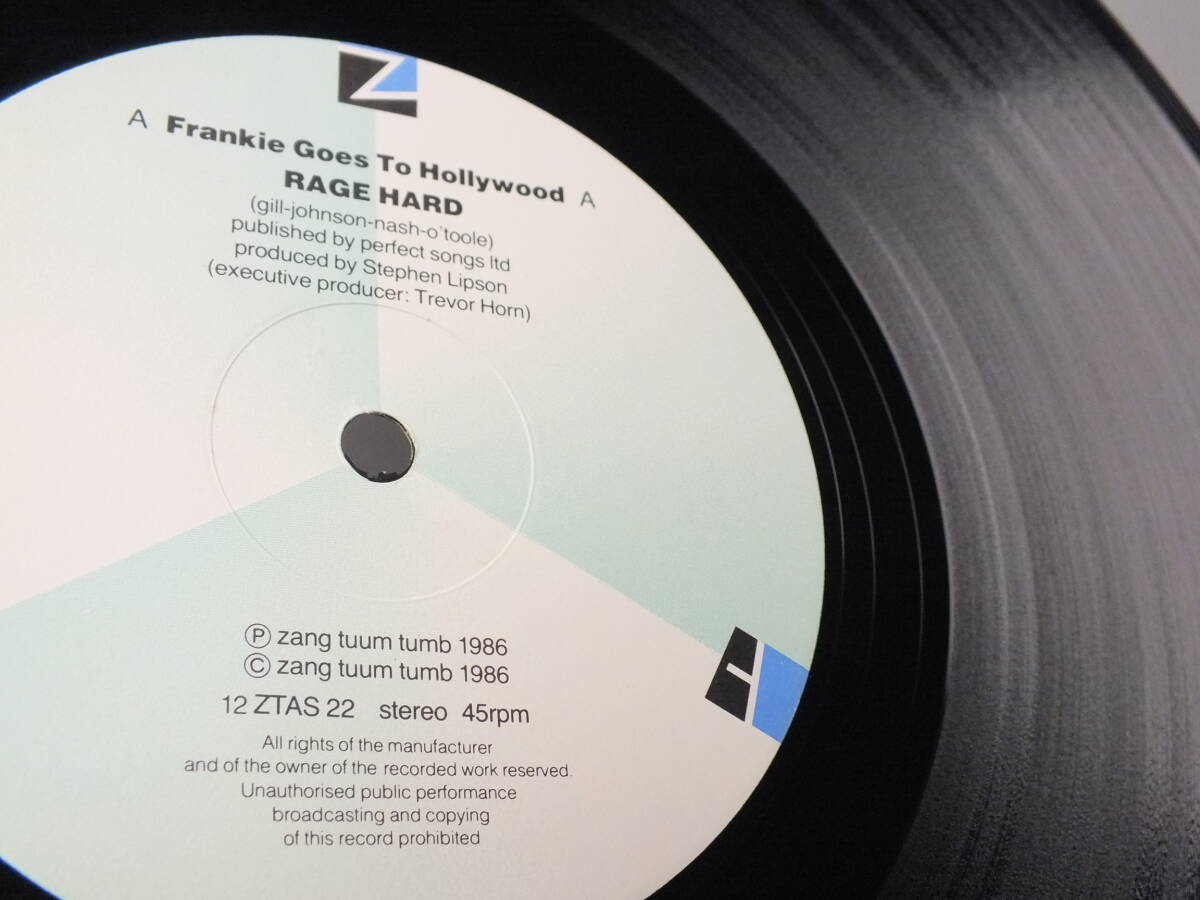 Z
A Frankie Goes To Hollywood A
RAGE HARD
(gill-johnson-nash-o'toole)
published by perfect songs ltd
produced by Stephen Lipson
(executive producer: Trevor Horn)
Ⓟ zang tuum tumb 1986
Ⓒ zang tuum tumb 1986
12 ZTAS 22 stereo 45rpm
All rights of the manufacturer
and of the owner of the recorded work reserved.
Unauthorised public performance
broadcasting and copying
of this record prohibited